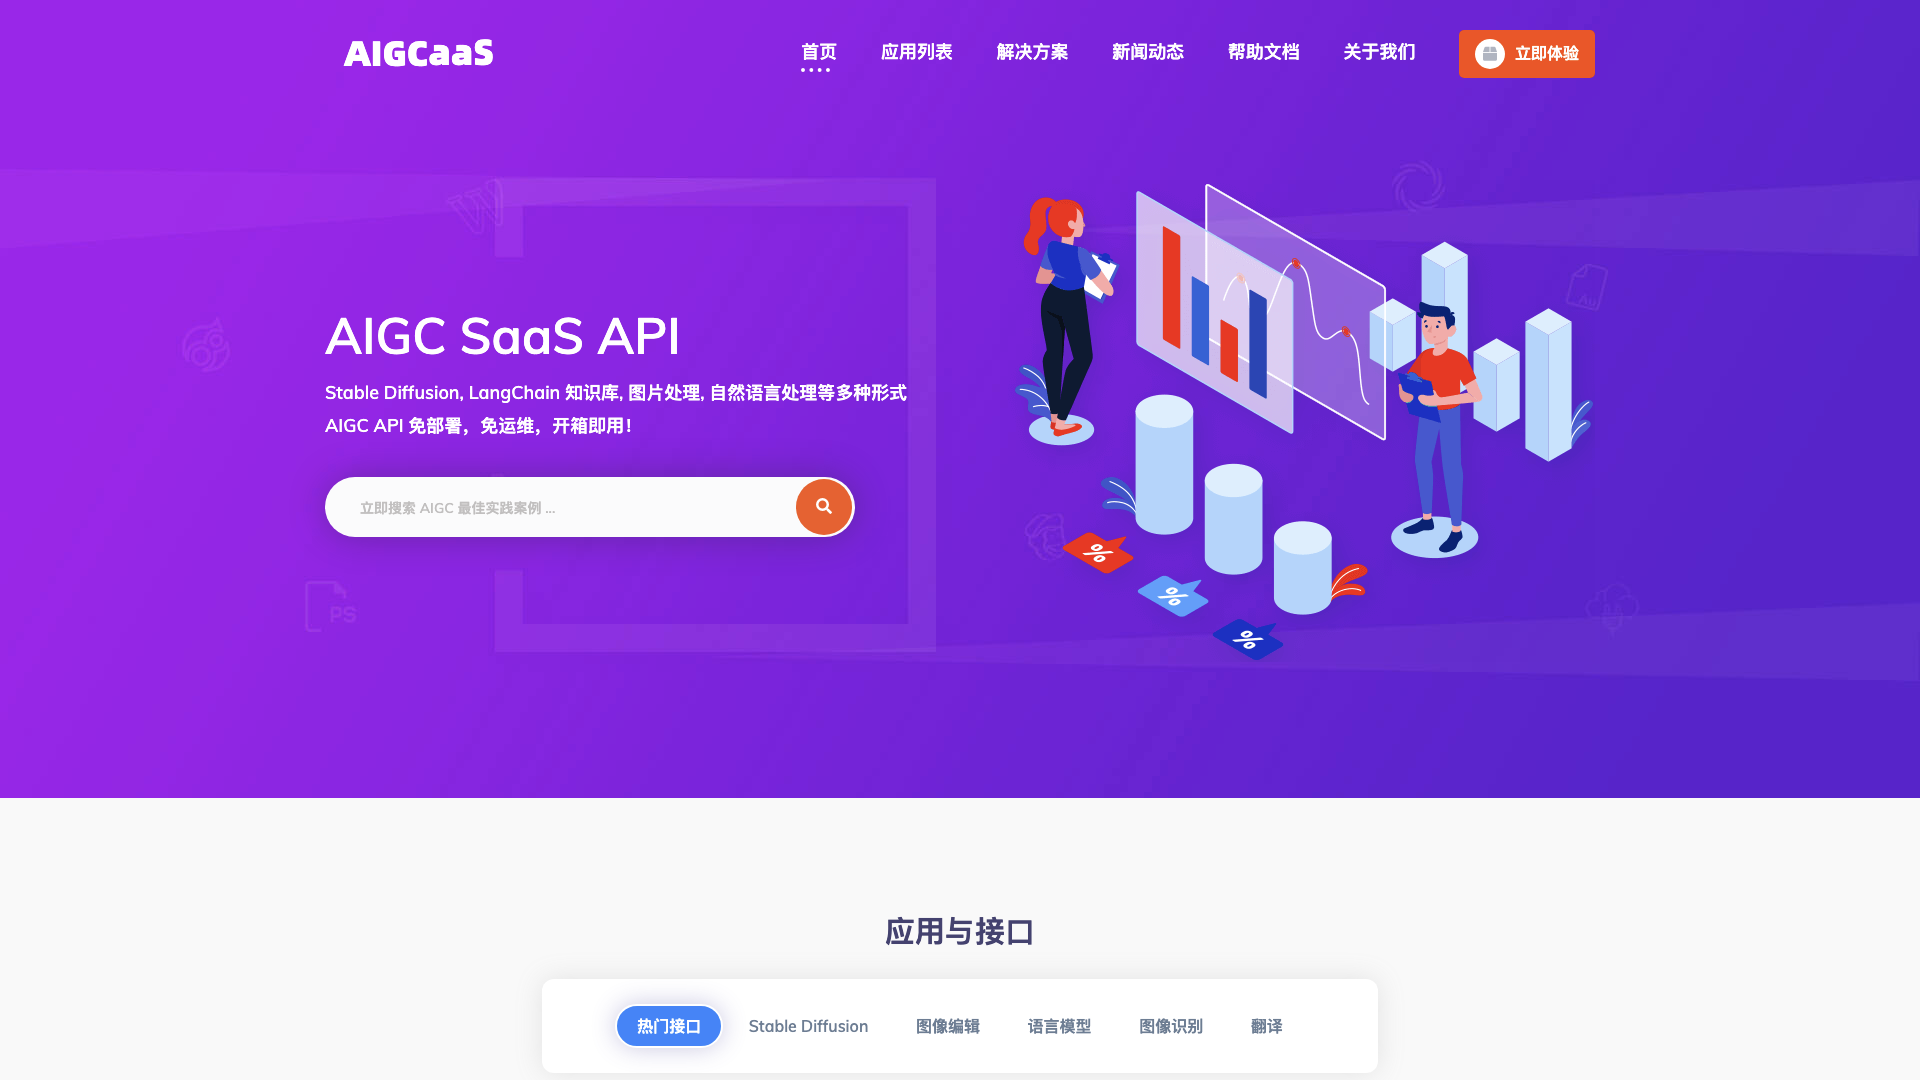 AIGCaaS
首页
应用列表
解决方案
新闻动态
帮助文档
关于我们
立即体验
AIGC SaaS API
Stable Diffusion, LangChain 知识库, 图片处理, 自然语言处理等多种形式
AIGC API 免部署，免运维，开箱即用！
立即搜索 AIGC 最佳实践案例 ...
%
%
%
W
Au
PS
应用与接口
热门接口
Stable Diffusion
图像编辑
语言模型
图像识别
翻译